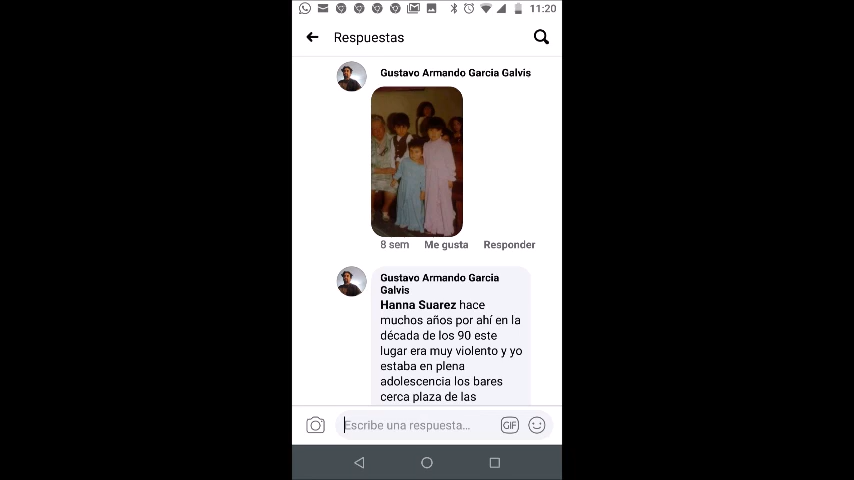 11:20
Respuestas
Gustavo Armando Garcia Galvis
8 sem Me gusta Responder
Gustavo Armando Garcia
Galvis
Hanna Suarez hace
muchos años por ahí en la
década de los 90 este
lugar era muy violento y yo
estaba en plena
adolescencia los bares
cerca plaza de las
Escribe una respuesta... GIF